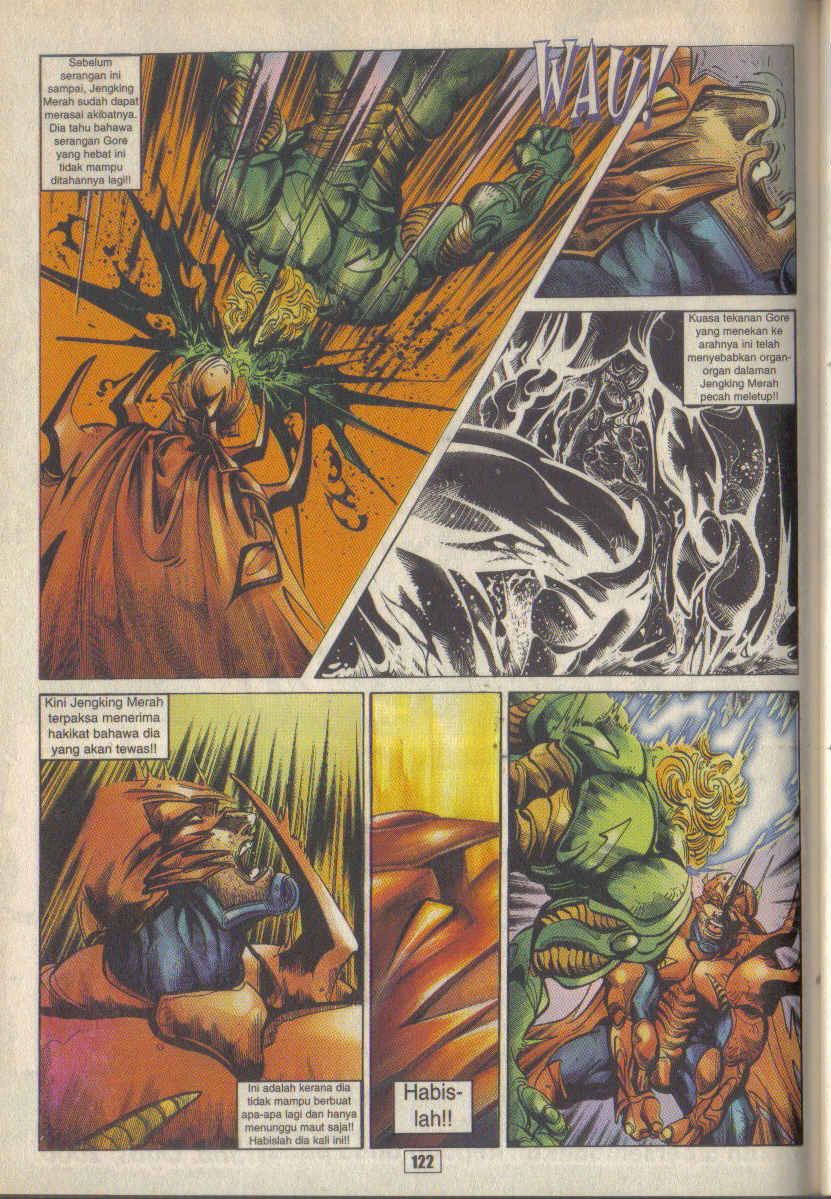 Sebelum
serangan ini
sampai, Jengking
Merah sudah dapat
merasai akibatnya.
Dia tahu bahawa
serangan Gore
yang hebat ini
tidak mampu
ditahannya lagi!!
WAU!
Kuasa tekanan Gore
yang menekan ke
arahnya ini telah
menyebabkan organ-
organ dalaman
Jengking Merah
pecah meletup!!
Kini Jengking Merah
terpaksa menerima
hakikat bahawa dia
yang akan tewas!!
Ini adalah kerana dia
tidak mampu berbuat
apa-apa lagi dan hanya
menunggu maut saja!!
Habislah dia kali ini!!
Habis-
lah!!
122